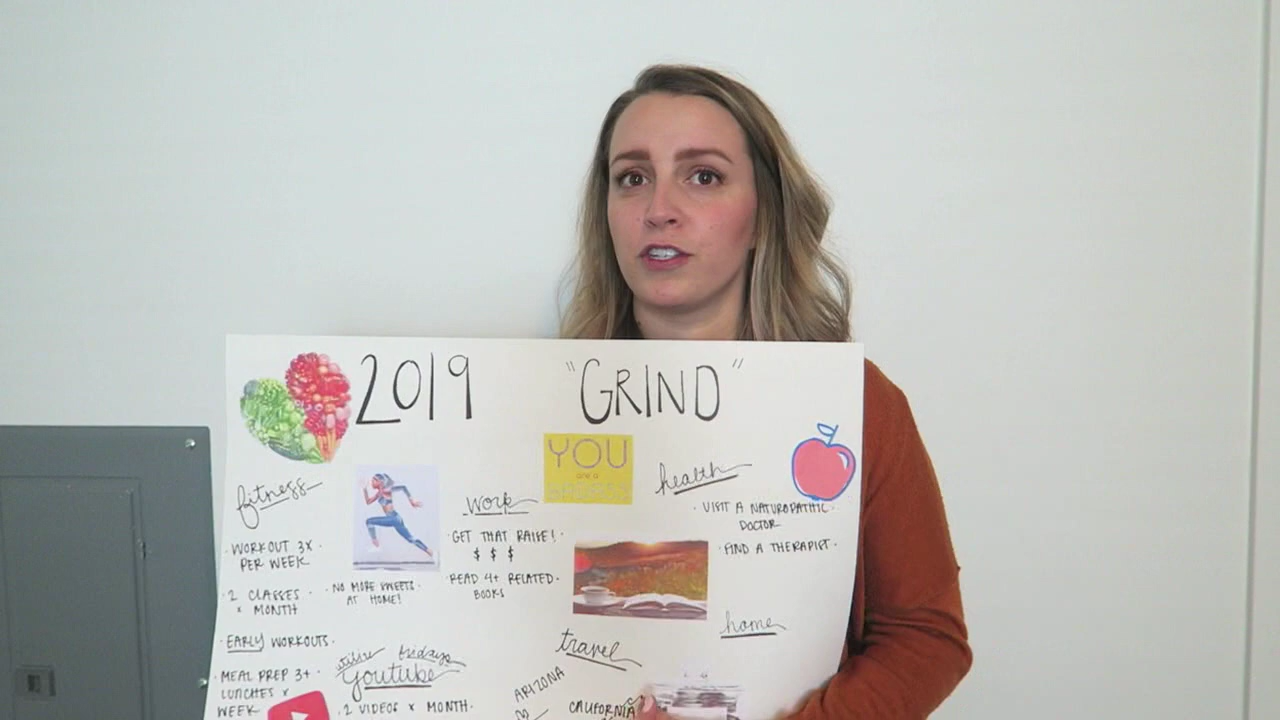 2019 "GRIND"
YOU
are a
fitness
· WORKOUT 3X ·
PER WEEK
· 2 CLASSES ·
× MONTH
· EARLY WORKOUTS ·
· MEAL PREP 3+ ·
LUNCHES ×
WEEK
· NO MORE SWEETS ·
AT HOME!
work
· GET THAT RAISE! ·
$ $ $
· READ 4+ RELATED ·
BOOKS
health
· VISIT A NATUROPATHIC ·
DOCTOR
· FIND A THERAPIST ·
fridays
youtube
· 2 VIDEOS × MONTH ·
travel
ARIZONA
CALIFORNIA
home